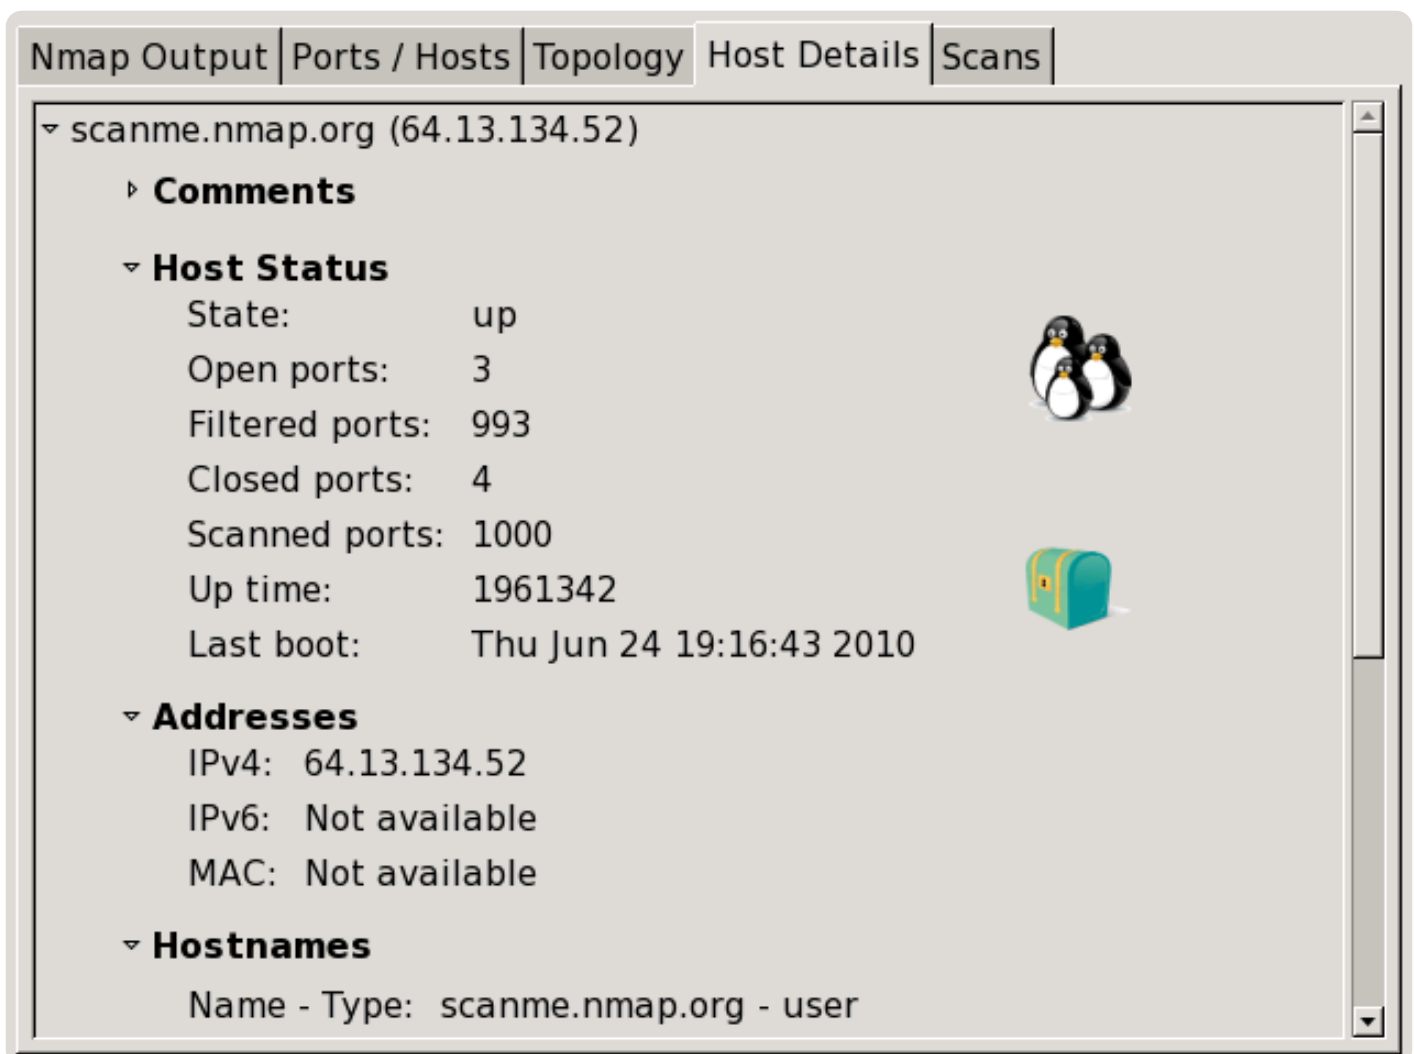 Nmap Output Ports / Hosts Topology Host Details Scans
scanme.nmap.org (64.13.134.52)
Comments
Host Status
State: up
Open ports: 3
Filtered ports: 993
Closed ports: 4
Scanned ports: 1000
Up time: 1961342
Last boot: Thu Jun 24 19:16:43 2010
Addresses
IPv4: 64.13.134.52
IPv6: Not available
MAC: Not available
Hostnames
Name - Type: scanme.nmap.org - user